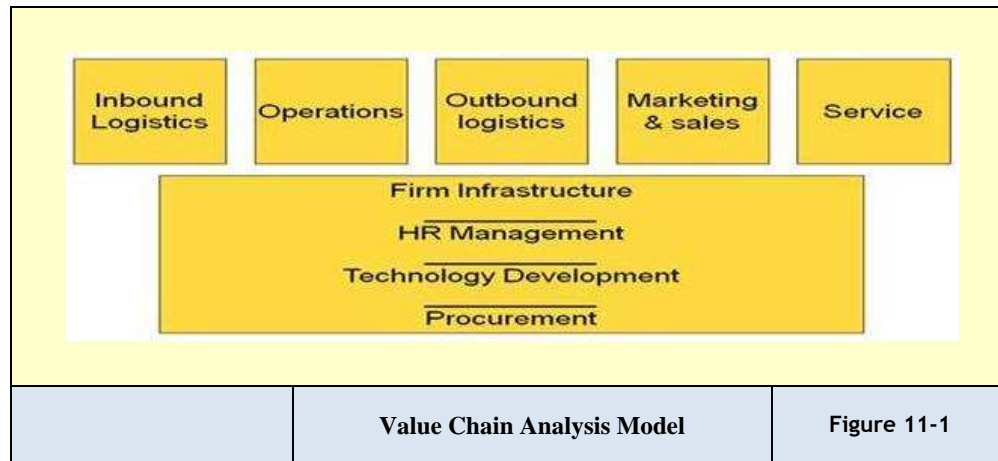 Inbound
Logistics
Operations
Outbound
logistics
Marketing
& sales
Service
Firm Infrastructure
HR Management
Technology Development
Procurement
Value Chain Analysis Model
Figure 11-1